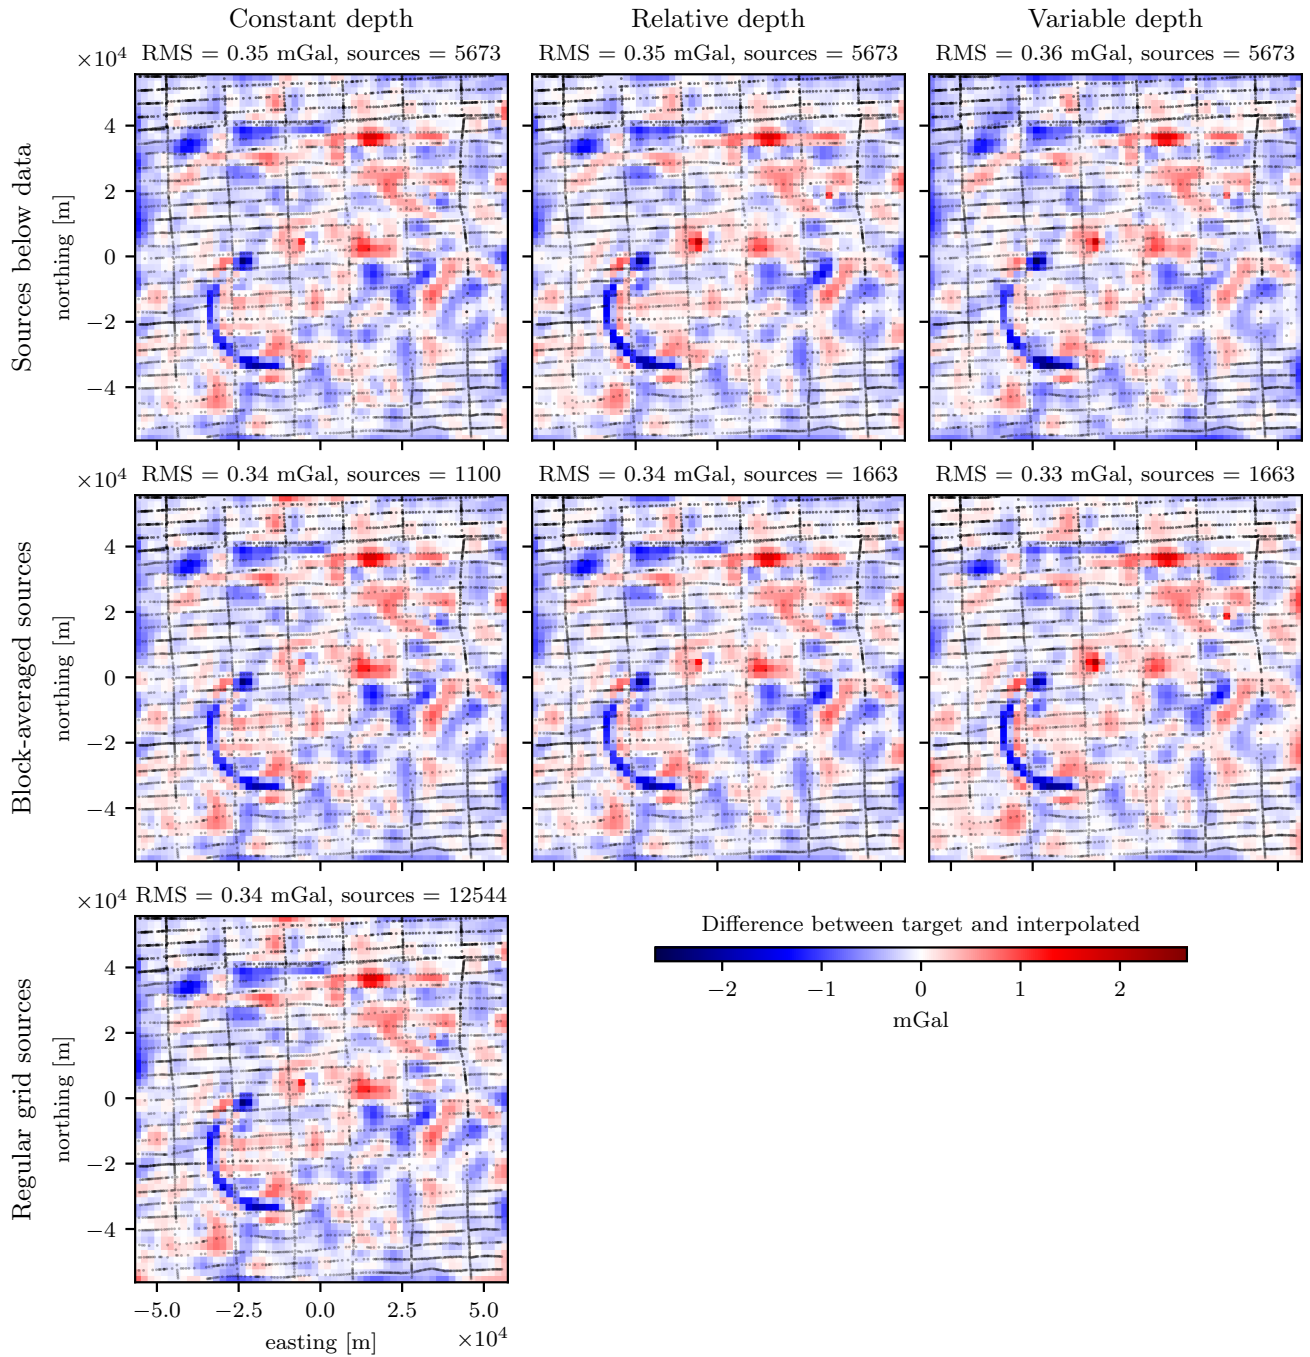 Constant depth
Relative depth
Variable depth
×10⁴
RMS = 0.35 mGal, sources = 5673
RMS = 0.35 mGal, sources = 5673
RMS = 0.36 mGal, sources = 5673
Sources below data
northing [m]
4
2
0
−2
−4
×10⁴
RMS = 0.34 mGal, sources = 1100
RMS = 0.34 mGal, sources = 1663
RMS = 0.33 mGal, sources = 1663
Block-averaged sources
northing [m]
4
2
0
−2
−4
×10⁴
RMS = 0.34 mGal, sources = 12544
Regular grid sources
northing [m]
4
2
0
−2
−4
−5.0 −2.5 0.0 2.5 5.0
easting [m]
×10⁴
Difference between target and interpolated
−2 −1 0 1 2
mGal